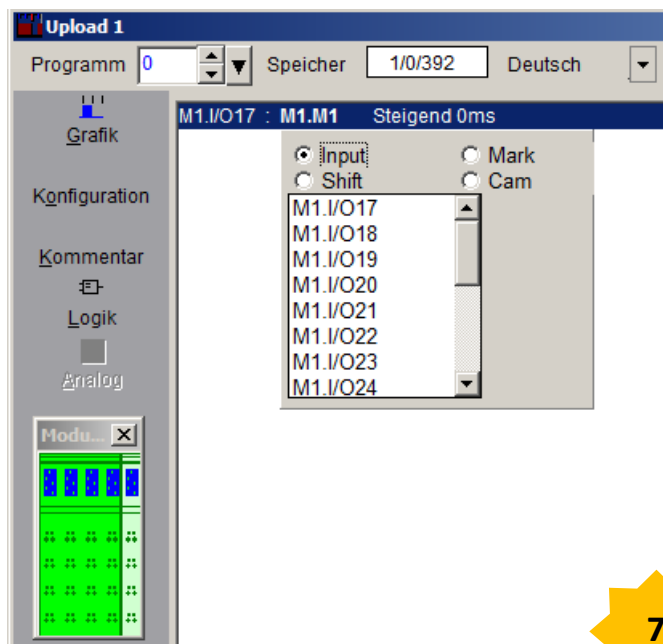 Upload 1
Programm 0 Speicher 1/0/392 Deutsch
Grafik
Konfiguration
Kommentar
Logik
Analog
Modu...
M1.I/O17 : M1.M1 Steigend 0ms
Input Mark
Shift Cam
M1.I/O17
M1.I/O18
M1.I/O19
M1.I/O20
M1.I/O21
M1.I/O22
M1.I/O23
M1.I/O24
7